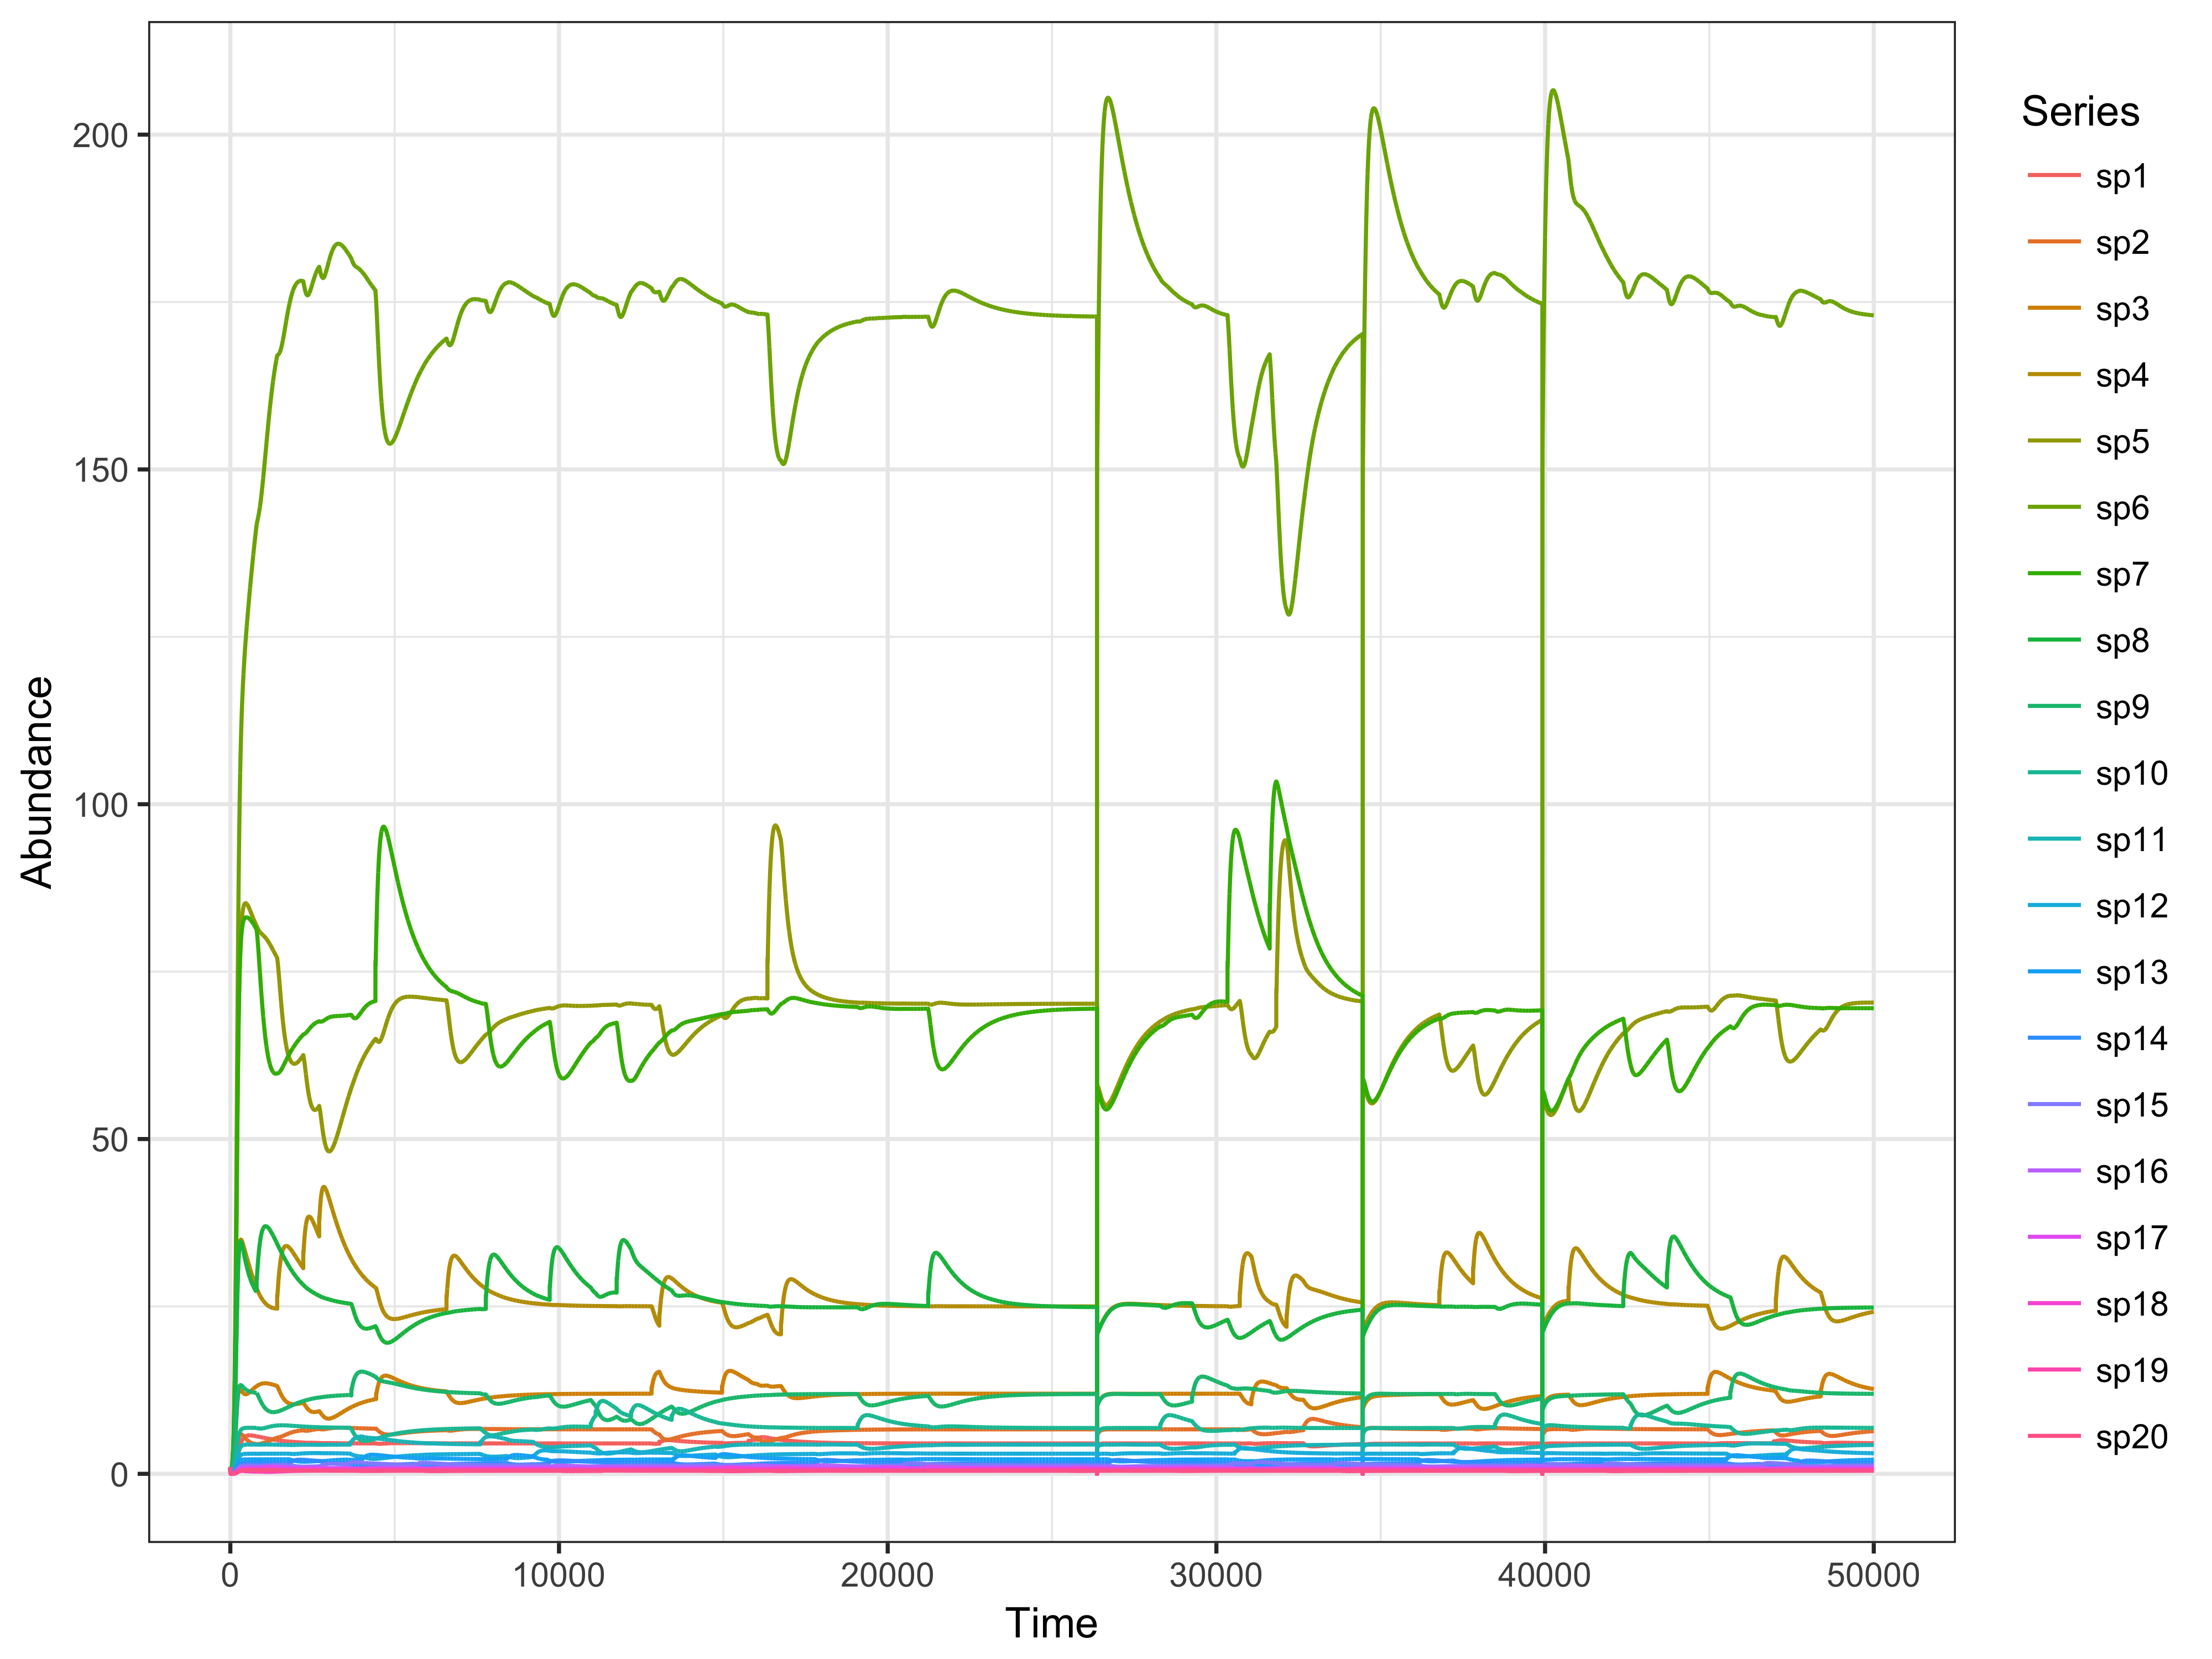 200
150
100
50
0
Abundance
0 10000 20000 30000 40000 50000
Time
Series
sp1
sp2
sp3
sp4
sp5
sp6
sp7
sp8
sp9
sp10
sp11
sp12
sp13
sp14
sp15
sp16
sp17
sp18
sp19
sp20